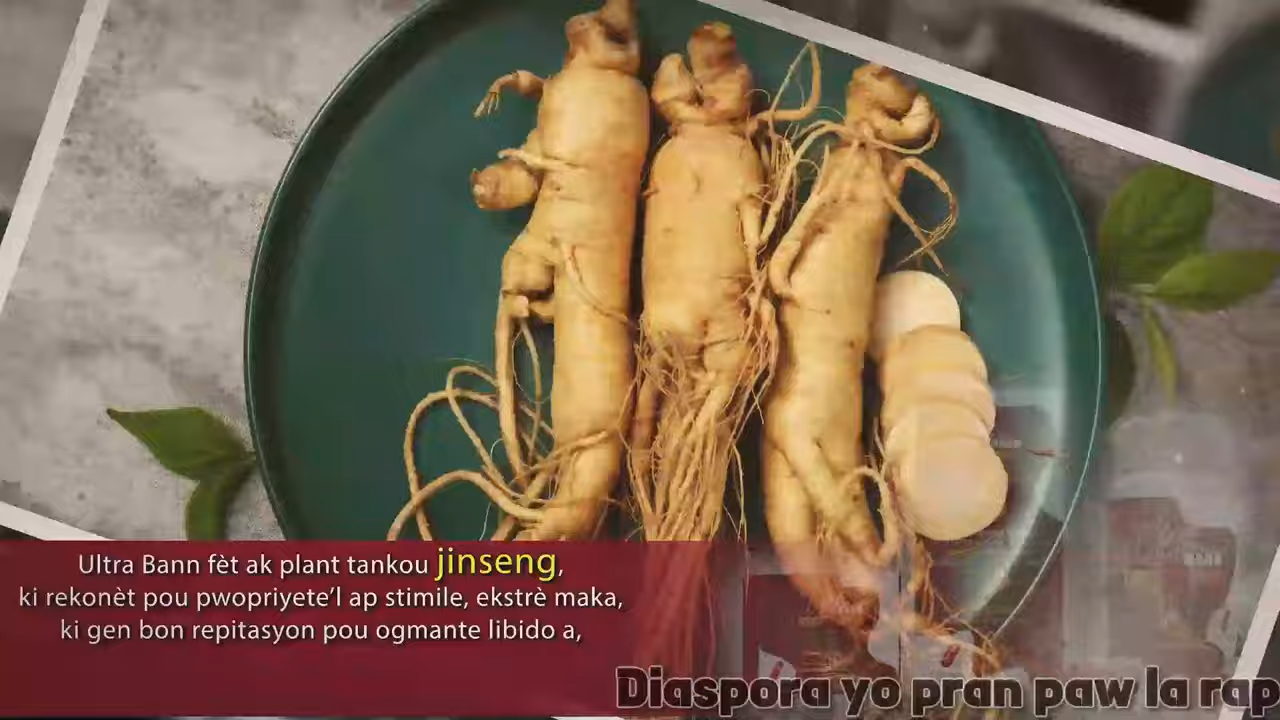 Ultra Bann fèt ak plant tankou jinseng,
ki rekonèt pou pwopriyete’l ap stimile, ekstrè maka,
ki gen bon repitasyon pou ogmante libido a,
Diaspora yo pran paw la rap